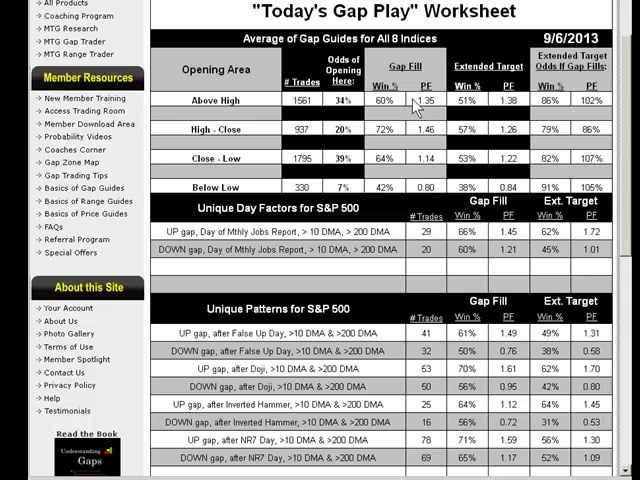 All Products
Coaching Program
MTG Research
MTG Gap Trader
MTG Range Trader
Member Resources
New Member Training
Access Trading Room
Member Download Area
Probability Videos
Coaches Corner
Gap Zone Map
Gap Trading Tips
Basics of Gap Guides
Basics of Range Guides
Basics of Price Guides
FAQs
Referral Program
Special Offers
About this Site
Your Account
About Us
Photo Gallery
Terms of Use
Member Spotlight
Contact Us
Privacy Policy
Help
Testimonials
Read the Book
Understanding
Gaps
"Today's Gap Play" Worksheet
Average of Gap Guides for All 8 Indices 9/6/2013
Opening Area # Trades Odds of Opening Here: Gap Fill Extended Target Extended Target Odds If Gap Fills:
Win % PF Win % PF Win % PF
Above High 1561 34% 60% 1.35 51% 1.38 86% 102%
High - Close 937 20% 72% 1.46 57% 1.26 79% 86%
Close - Low 1795 39% 64% 1.14 53% 1.22 82% 107%
Below Low 330 7% 42% 0.80 38% 0.84 91% 105%
Unique Day Factors for S&P 500 Gap Fill Ext. Target
# Trades Win % PF Win % PF
UP gap, Day of Mthly Jobs Report, > 10 DMA, > 200 DMA 29 66% 1.45 62% 1.72
DOWN gap, Day of Mthly Jobs Report, > 10 DMA, > 200 DMA 20 60% 1.21 45% 1.01
Unique Patterns for S&P 500 Gap Fill Ext. Target
# Trades Win % PF Win % PF
UP gap, after False Up Day, >10 DMA & >200 DMA 41 61% 1.49 49% 1.31
DOWN gap, after False Up Day, >10 DMA & >200 DMA 32 50% 0.76 38% 0.58
UP gap, after Doji, >10 DMA & >200 DMA 53 70% 1.61 62% 1.70
DOWN gap, after Doji, >10 DMA & >200 DMA 50 56% 0.95 42% 0.80
UP gap, after Inverted Hammer, >10 DMA & >200 DMA 25 64% 1.12 64% 1.45
DOWN gap, after Inverted Hammer, >10 DMA & >200 DMA 16 56% 0.72 31% 0.53
UP gap, after NR7 Day, >10 DMA & >200 DMA 78 71% 1.59 56% 1.30
DOWN gap, after NR7 Day, >10 DMA & >200 DMA 69 65% 1.17 52% 1.09